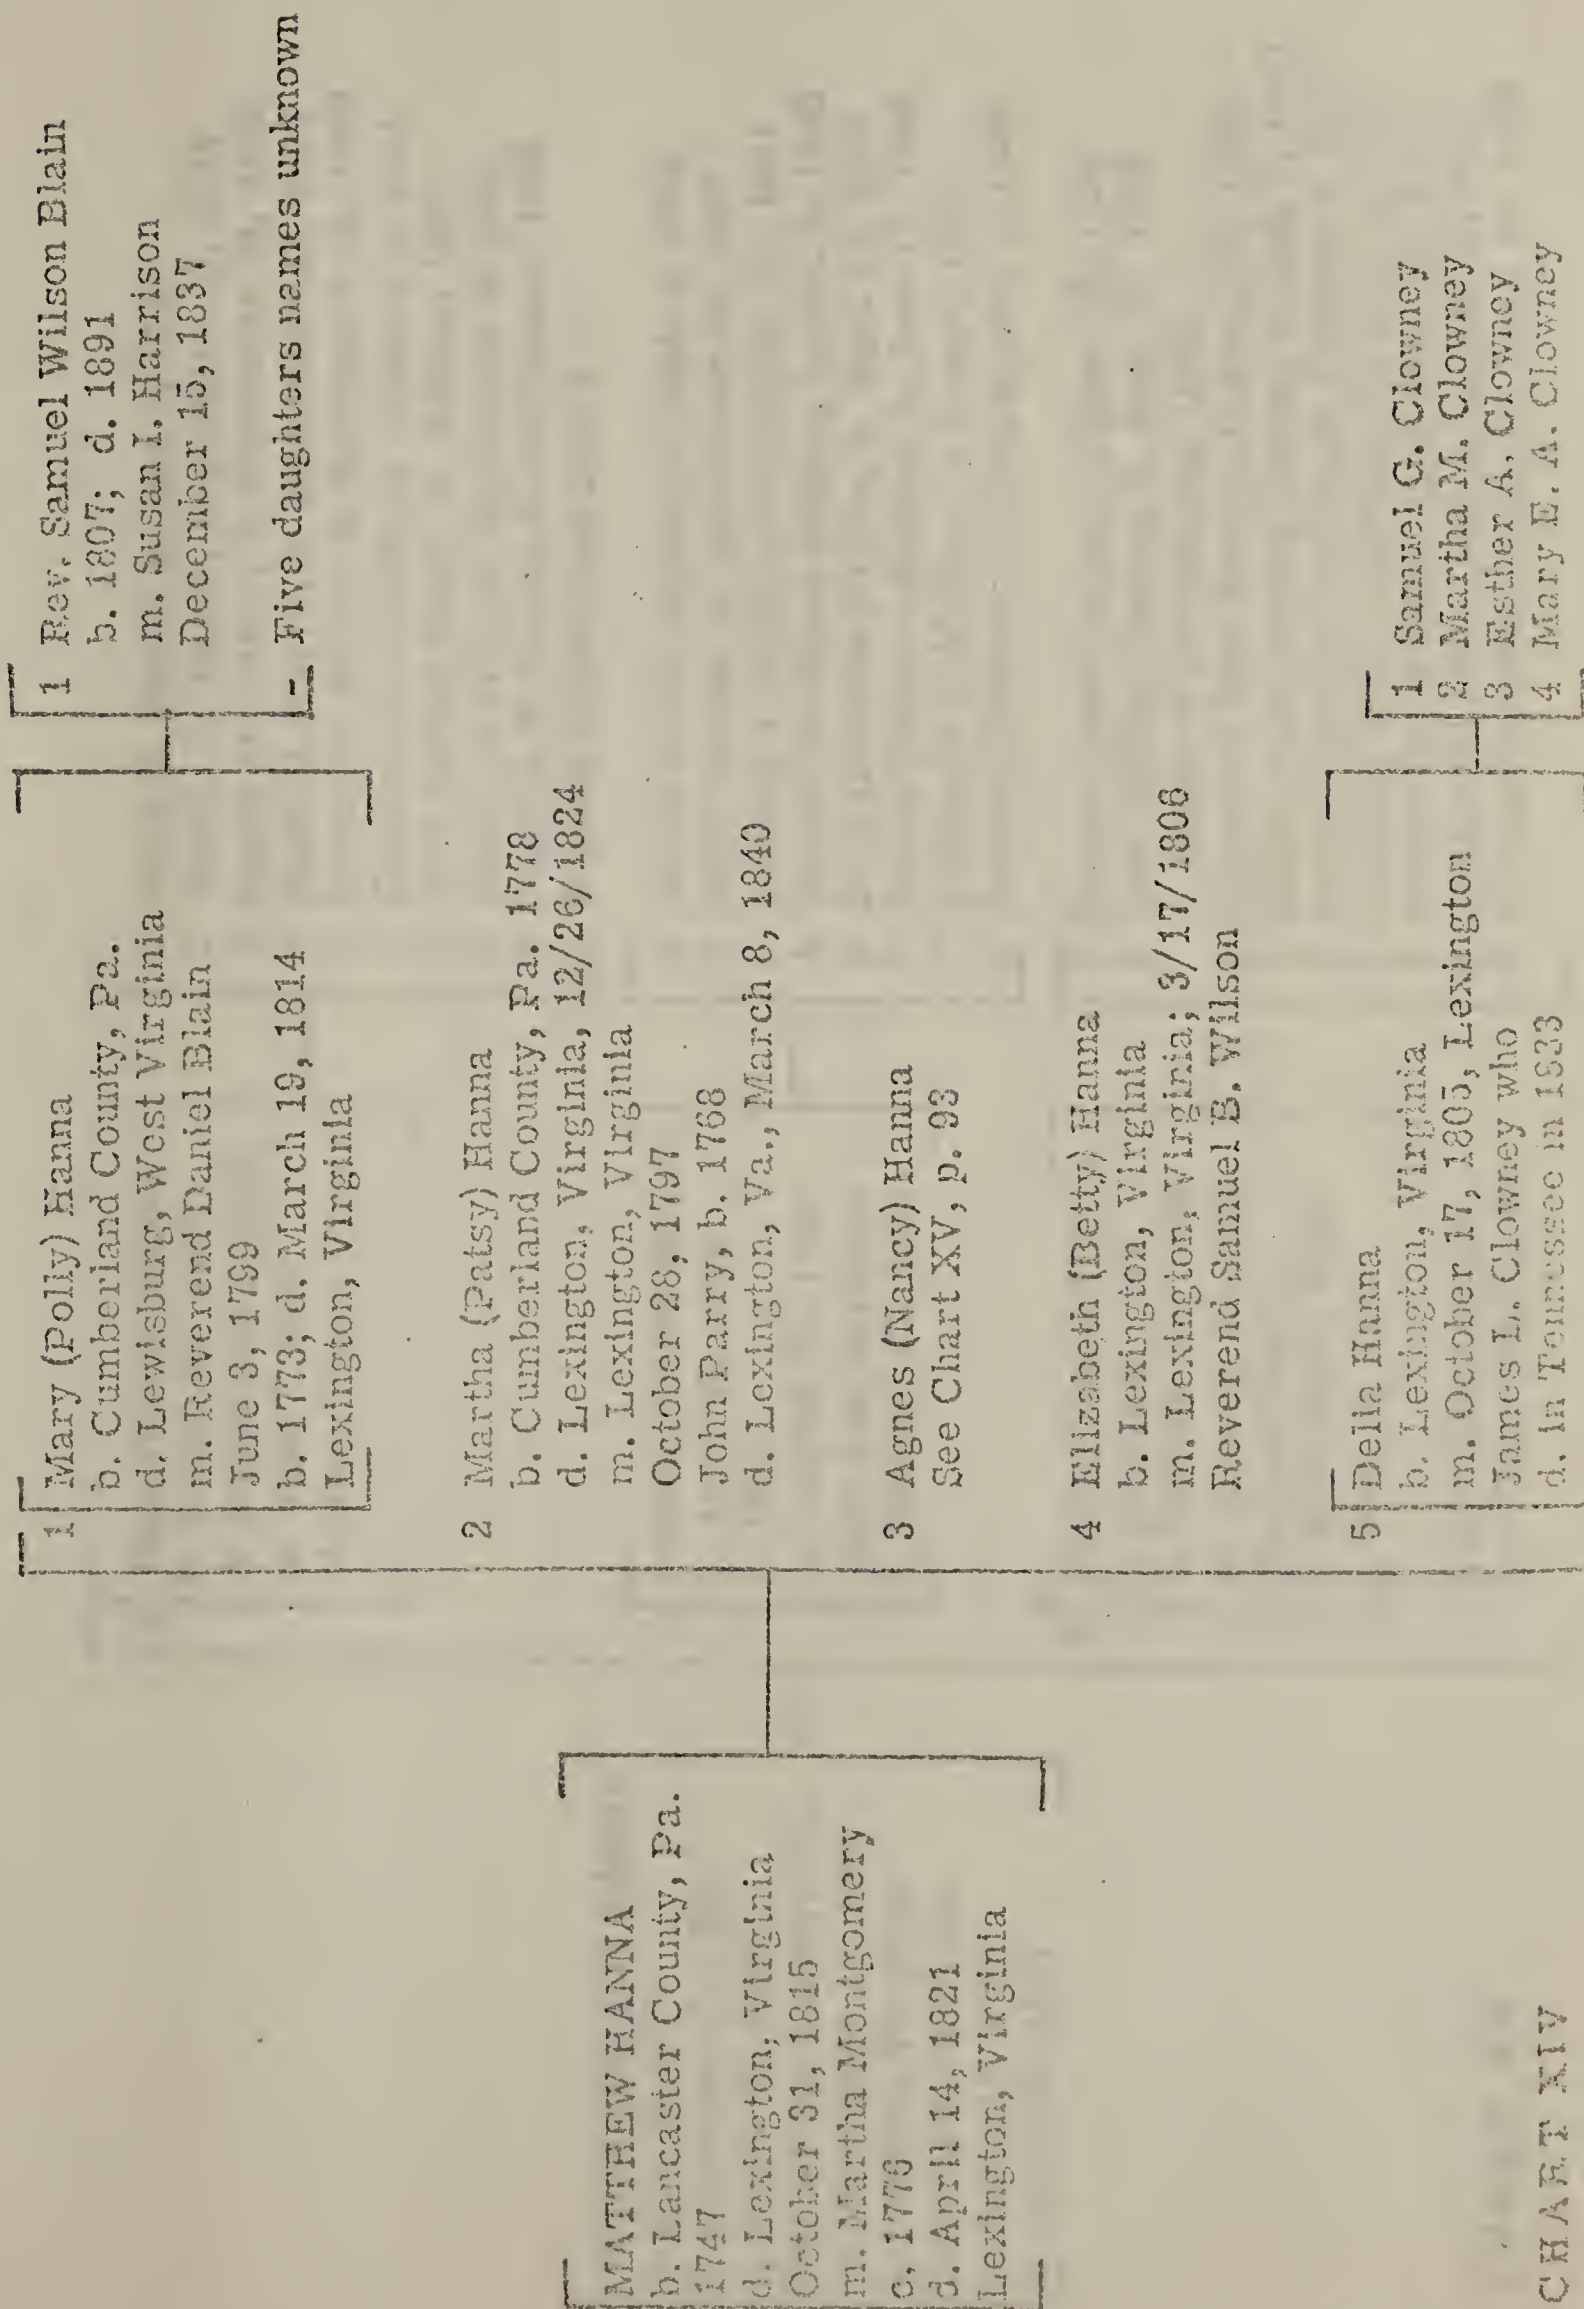 MATTHEW HANNA
b. Lancaster County, Pa.
1747
d. Lexington, Virginia
October 31, 1815
m. Martha Montgomery
c. 1776
d. April 14, 1821
Lexington, Virginia
1 Mary (Polly) Hanna
b. Cumberland County, Pa.
d. Lewisburg, West Virginia
m. Reverend Daniel Blain
June 3, 1799
b. 1773; d. March 19, 1814
Lexington, Virginia
2 Martha (Patsy) Hanna
b. Cumberland County, Pa. 1778
d. Lexington, Virginia, 12/26/1824
m. Lexington, Virginia
October 28, 1797
John Parry, b. 1768
d. Lexington, Va., March 8, 1840
3 Agnes (Nancy) Hanna
See Chart XV, p. 93
4 Elizabeth (Betty) Hanna
b. Lexington, Virginia
m. Lexington, Virginia; 3/17/1806
Reverend Samuel B. Wilson
5 Delia Hanna
b. Lexington, Virginia
m. October 17, 1805, Lexington
James L. Clowney who
d. in Tennessee in 1833
1 Rev. Samuel Wilson Blain
b. 1807; d. 1891
m. Susan I. Harrison
December 15, 1837
- Five daughters names unknown
1 Samuel G. Clowney
2 Martha M. Clowney
3 Esther A. Clowney
4 Mary E. A. Clowney
CHART XIV